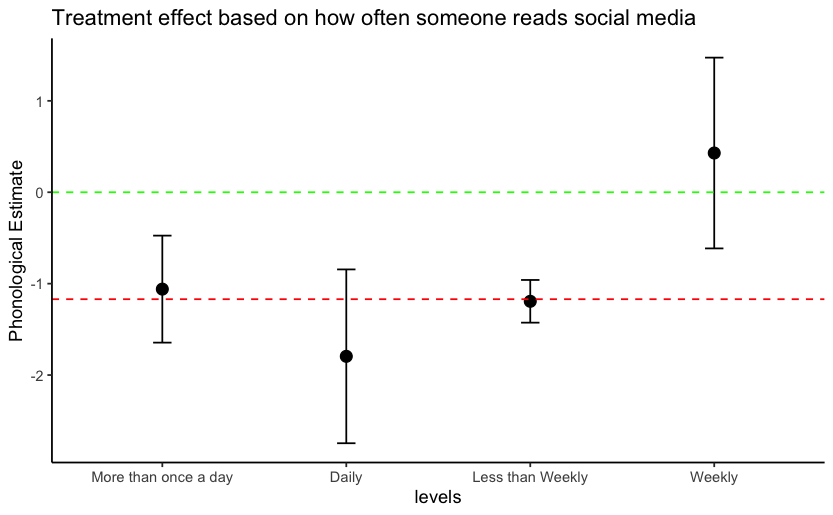 Treatment effect based on how often someone reads social media
Phonological Estimate
1
0
-1
-2
More than once a day
Daily
Less than Weekly
Weekly
levels